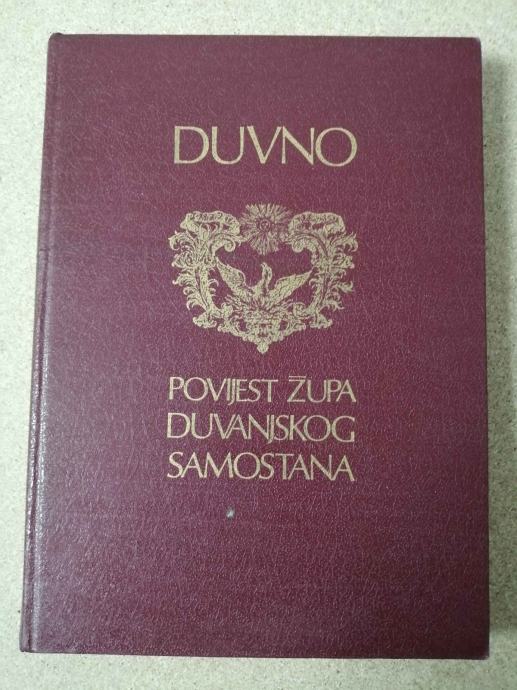 DUVNO
POVIJEST ŽUPA
DUVANJSKOG
SAMOSTANA